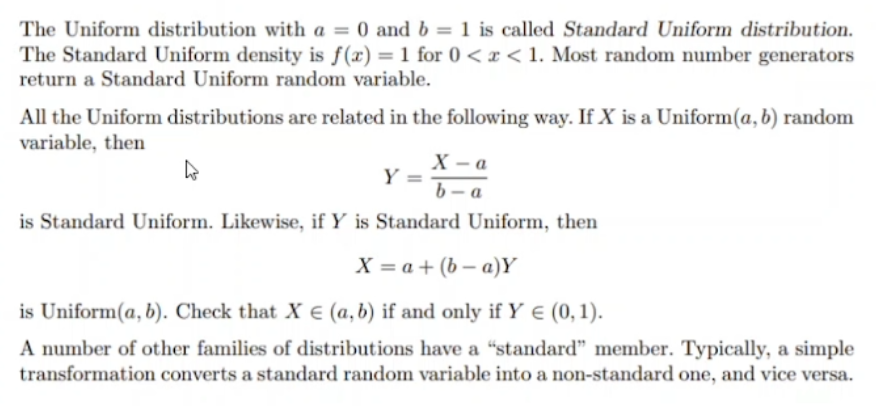 The Uniform distribution with a = 0 and b = 1 is called Standard Uniform distribution.
The Standard Uniform density is f(x) = 1 for 0 < x < 1. Most random number generators
return a Standard Uniform random variable.
All the Uniform distributions are related in the following way. If X is a Uniform(a, b) random
variable, then
Y = \frac{X − a}{b − a}
is Standard Uniform. Likewise, if Y is Standard Uniform, then
X = a + (b − a)Y
is Uniform(a, b). Check that X ∈ (a, b) if and only if Y ∈ (0, 1).
A number of other families of distributions have a “standard” member. Typically, a simple
transformation converts a standard random variable into a non-standard one, and vice versa.